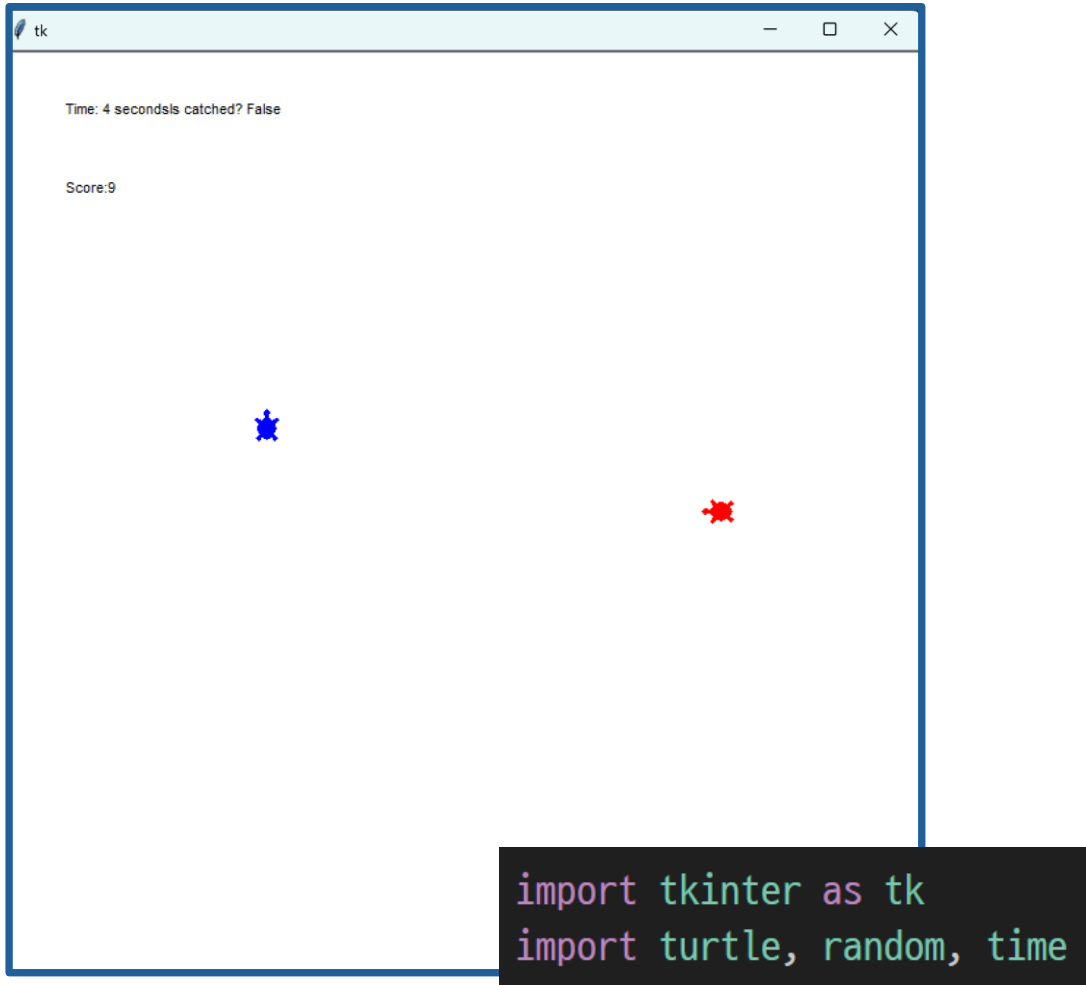 tk
Time: 4 secondsIs catched? False
Score:9
import tkinter as tk
import turtle, random, time